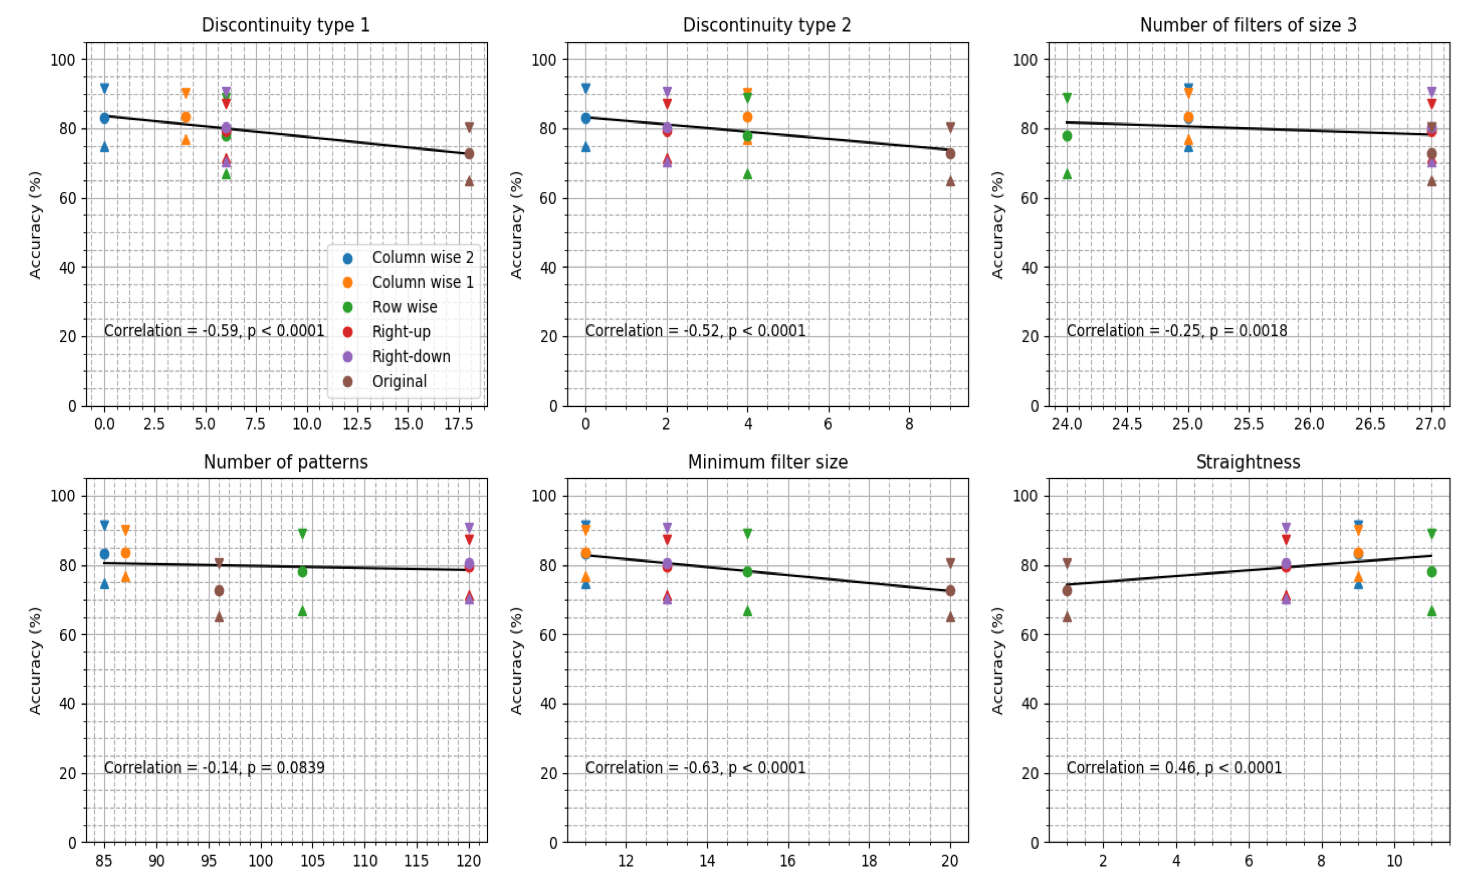 Discontinuity type 1
Accuracy (%)
100
80
60
40
20
0
Correlation = -0.59, p < 0.0001
Column wise 2
Column wise 1
Row wise
Right-up
Right-down
Original
0.0 2.5 5.0 7.5 10.0 12.5 15.0 17.5
Discontinuity type 2
Accuracy (%)
100
80
60
40
20
0
Correlation = -0.52, p < 0.0001
0 2 4 6 8
Number of filters of size 3
Accuracy (%)
100
80
60
40
20
0
Correlation = -0.25, p = 0.0018
24.0 24.5 25.0 25.5 26.0 26.5 27.0
Number of patterns
Accuracy (%)
100
80
60
40
20
0
Correlation = -0.14, p = 0.0839
85 90 95 100 105 110 115 120
Minimum filter size
Accuracy (%)
100
80
60
40
20
0
Correlation = -0.63, p < 0.0001
12 14 16 18 20
Straightness
Accuracy (%)
100
80
60
40
20
0
Correlation = 0.46, p < 0.0001
2 4 6 8 10